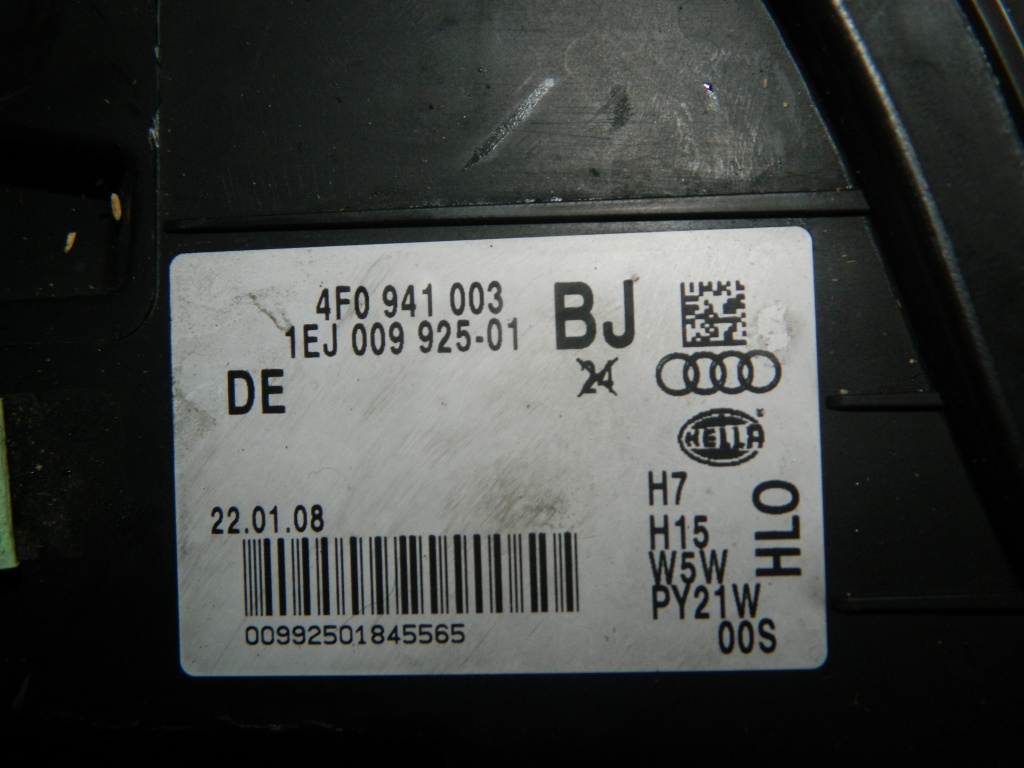 4F0 941 003
1EJ 009 925-01
BJ
24
DE
HELLA
H7
H15
W5W
PY21W
00S
HLO
22.01.08
00992501845565